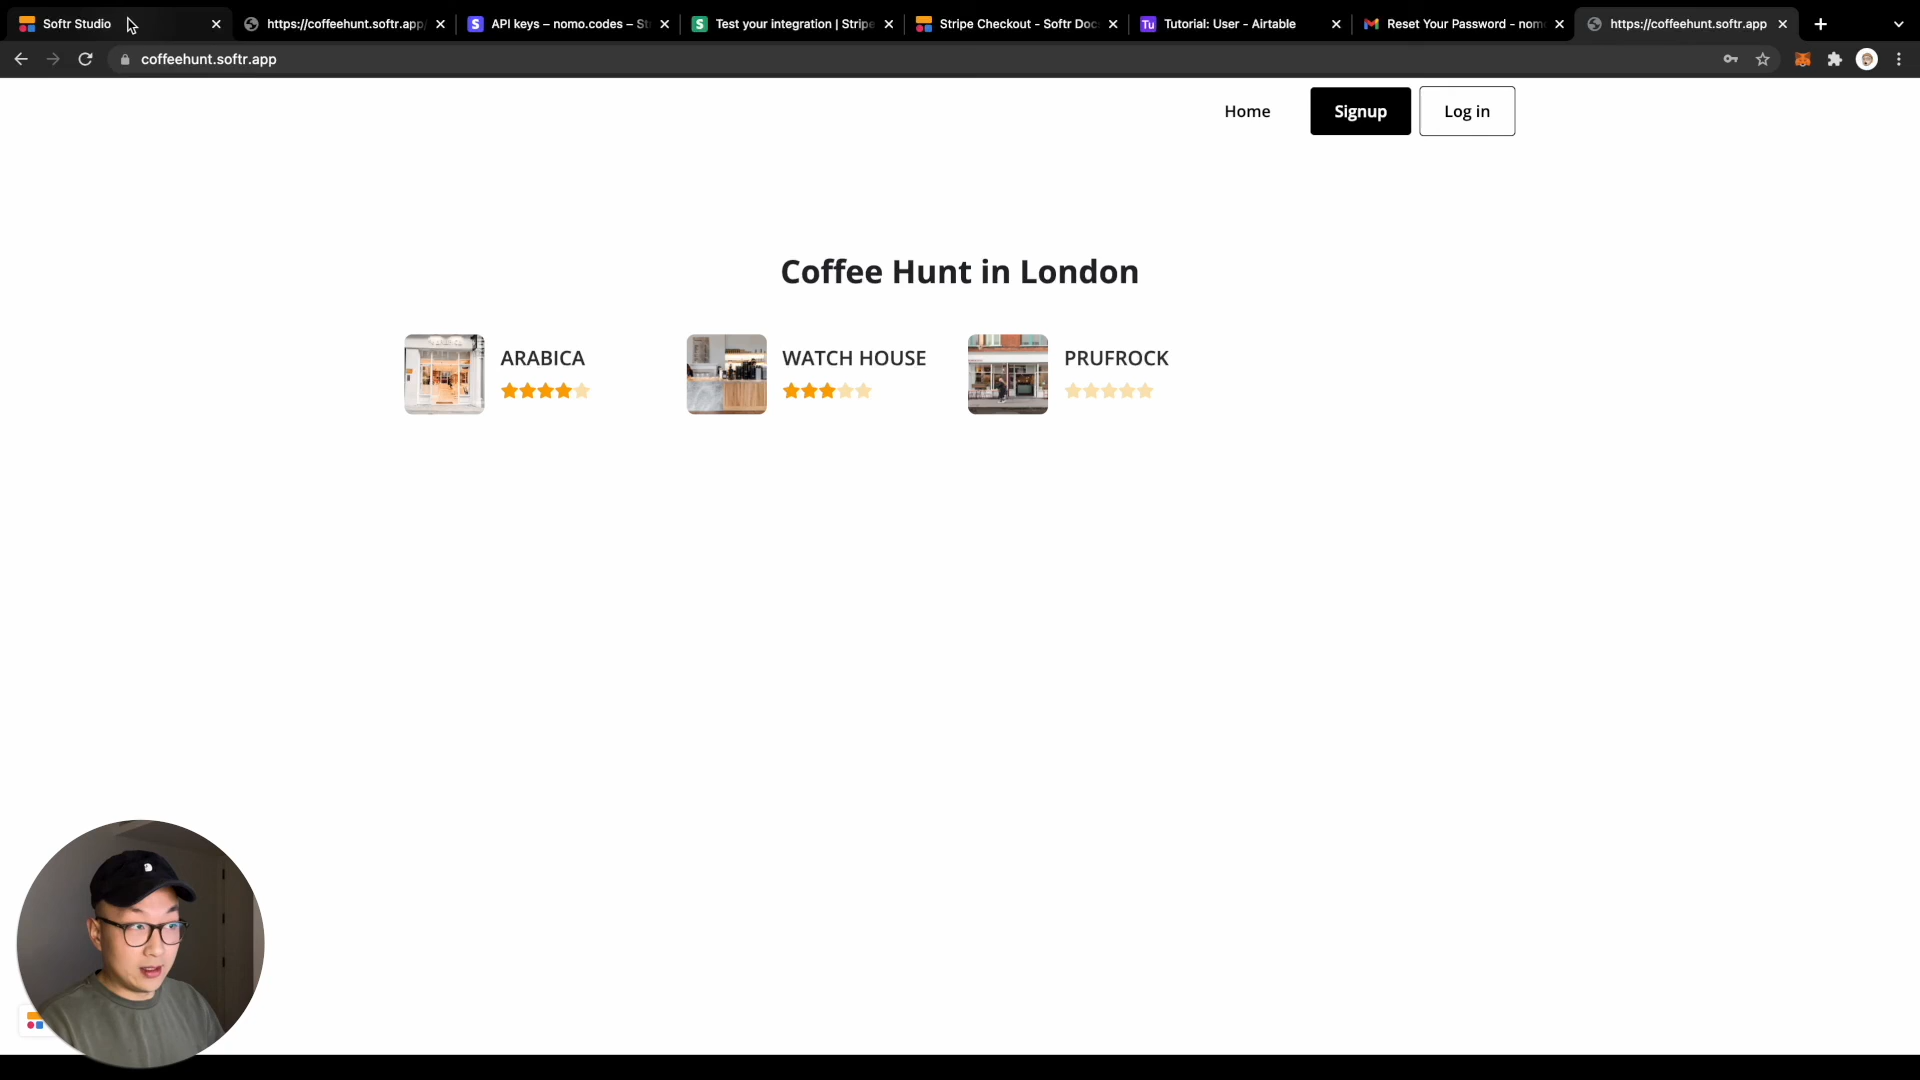 Softr Studio
https://coffeehunt.softr.app/
API keys – nomo.codes – St
Test your integration | Stripe
Stripe Checkout - Softr Doc
Tutorial: User - Airtable
Reset Your Password - nom
https://coffeehunt.softr.app
coffeehunt.softr.app
Home
Signup
Log in
Coffee Hunt in London
ARABICA
WATCH HOUSE
PRUFROCK